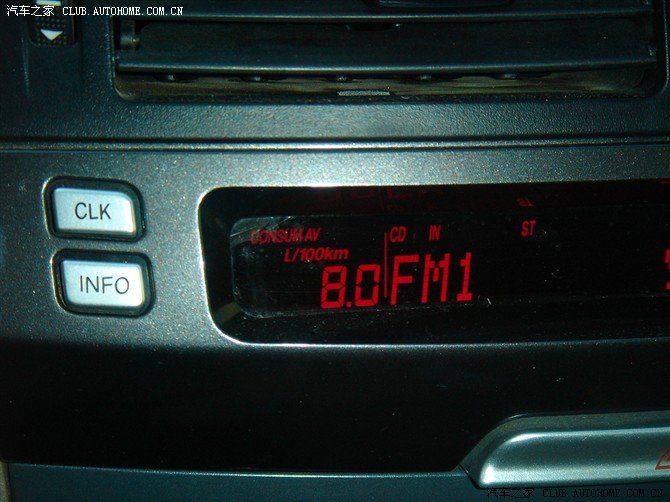 汽车之家 CLUB.AUTOHOME.COM.CN
CLK
INFO
CONSUM AV
L/100km
8.0
CD IN ST
FM1
汽车之家 CLUB.AUTOHOME.COM.CN